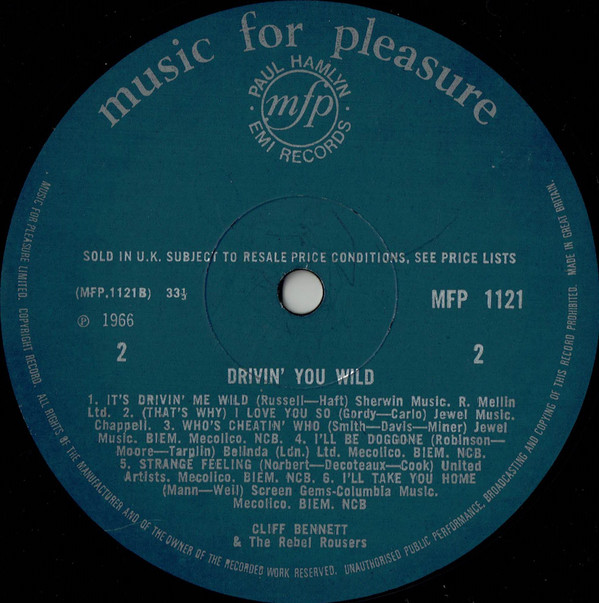 music for pleasure
PAUL HAMLYN
mfp
· EMI RECORDS ·
SOLD IN U.K. SUBJECT TO RESALE PRICE CONDITIONS, SEE PRICE LISTS
(MFP.1121B) 33⅓
MFP 1121
Ⓟ 1966
2
2
DRIVIN' YOU WILD
1. IT'S DRIVIN' ME WILD (Russell—Haft) Sherwin Music. R. Mellin
Ltd. 2. (THAT'S WHY) I LOVE YOU SO (Gordy—Carlo) Jewel Music.
Chappell. 3. WHO'S CHEATIN' WHO (Smith—Davis—Miner) Jewel
Music. BIEM. Mecolico. NCB. 4. I'LL BE DOGGONE (Robinson—
Moore—Tarplin) Belinda (Ldn.) Ltd. Mecolico. BIEM. NCB.
5. STRANGE FEELING (Norbert—Decoteaux—Cook) United
Artists. Mecolico. BIEM. NCB. 6. I'LL TAKE YOU HOME
(Mann—Weil) Screen Gems-Columbia Music.
Mecolico. BIEM. NCB
CLIFF BENNETT
& The Rebel Rousers
MUSIC FOR PLEASURE LIMITED. COPYRIGHT RECORD. ALL RIGHTS OF THE MANUFACTURER AND OF THE OWNER OF THE RECORDED WORK RESERVED. UNAUTHORISED PUBLIC PERFORMANCE, BROADCASTING AND COPYING OF THIS RECORD PROHIBITED. MADE IN GREAT BRITAIN.